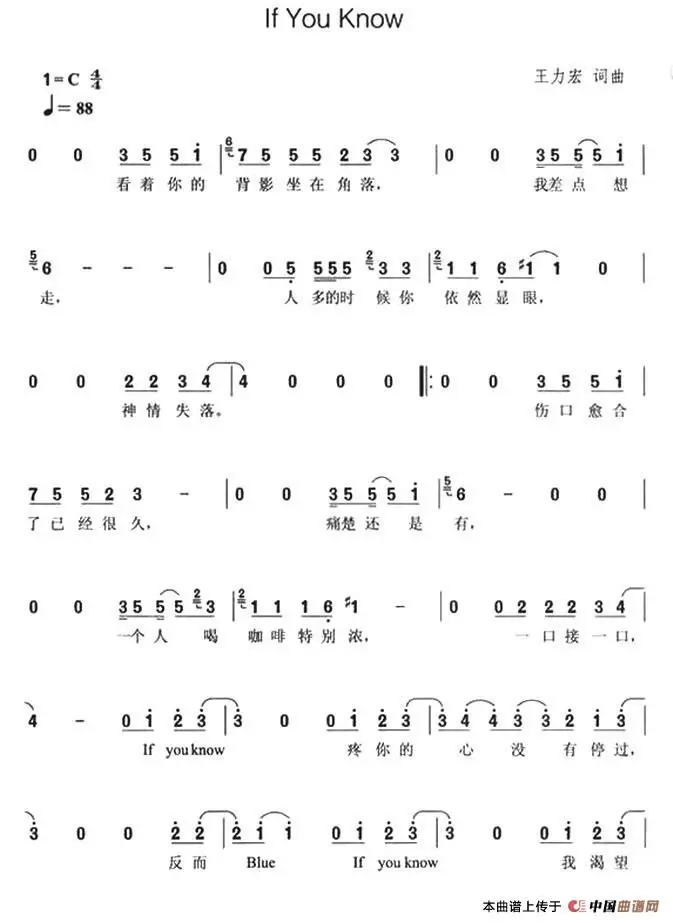 If You Know
1=C 4/4
王力宏 词曲
♩=88
0 0 3 5 5 1 | 6 7 5 5 5 2 3 3 | 0 0 3 5 5 5 1 |
看着你的 背影坐在角落, 我差点 想
5 6 - - - | 0 0 5 5 5 5 2 3 3 | 2 1 1 6 #1 1 0 |
走, 人多的时候你 依然显眼,
0 0 2 2 3 4 | 4 0 0 0 |: 0 0 3 5 5 1 |
神情失落。 伤口愈合
7 5 5 2 3 - | 0 0 3 5 5 5 1 | 5 6 - 0 0 |
了已经很久, 痛楚还是有,
0 0 3 5 5 5 2 3 | 2 1 1 1 6 #1 - | 0 0 2 2 2 3 4 |
一个人 喝 咖啡特别浓, 一口接一口,
4 - 0 1 2 3 | 3 0 0 1 2 3 | 3 4 4 3 3 2 1 3 |
If you know 疼你的 心没有停过,
3 0 0 2 2 | 2 1 1 0 1 2 3 | 3 0 0 1 2 2 |
反而 Blue If you know 我渴望
本曲谱上传于 中国曲谱网